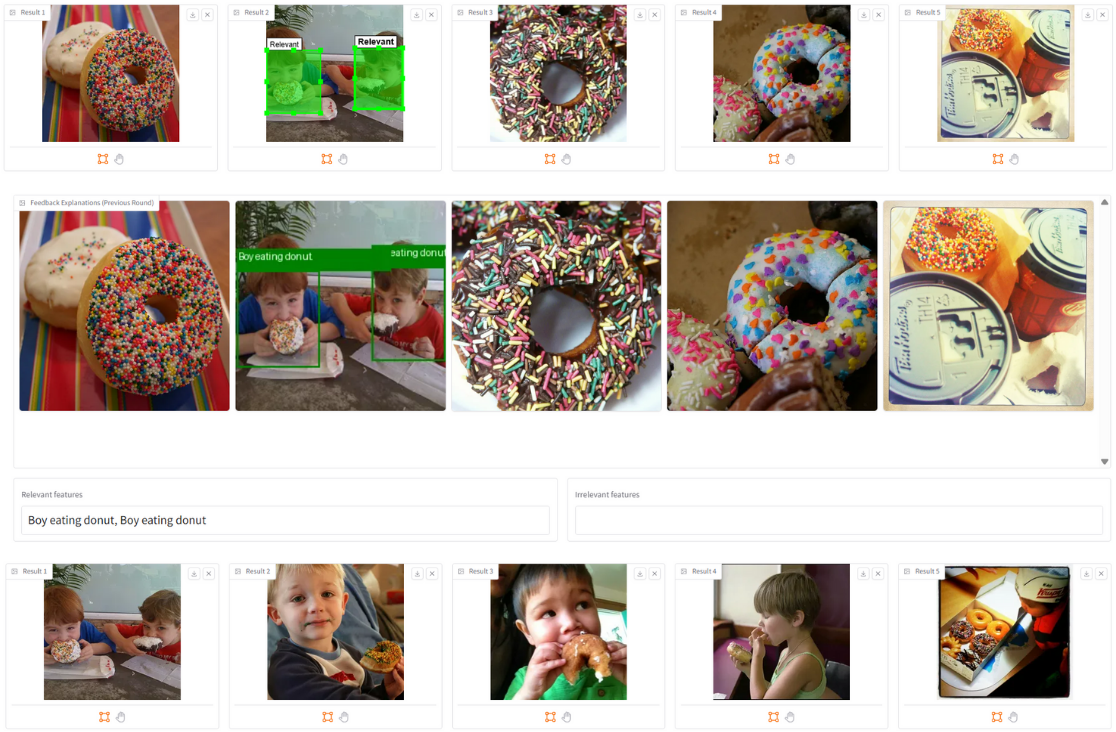 Result 1
Result 2
Result 3
Result 4
Result 5
Relevant
Relevant
Feedback Explanations (Previous Round)
Boy eating donut.
eating donut
Relevant features
Irrelevant features
Boy eating donut, Boy eating donut
Result 1
Result 2
Result 3
Result 4
Result 5